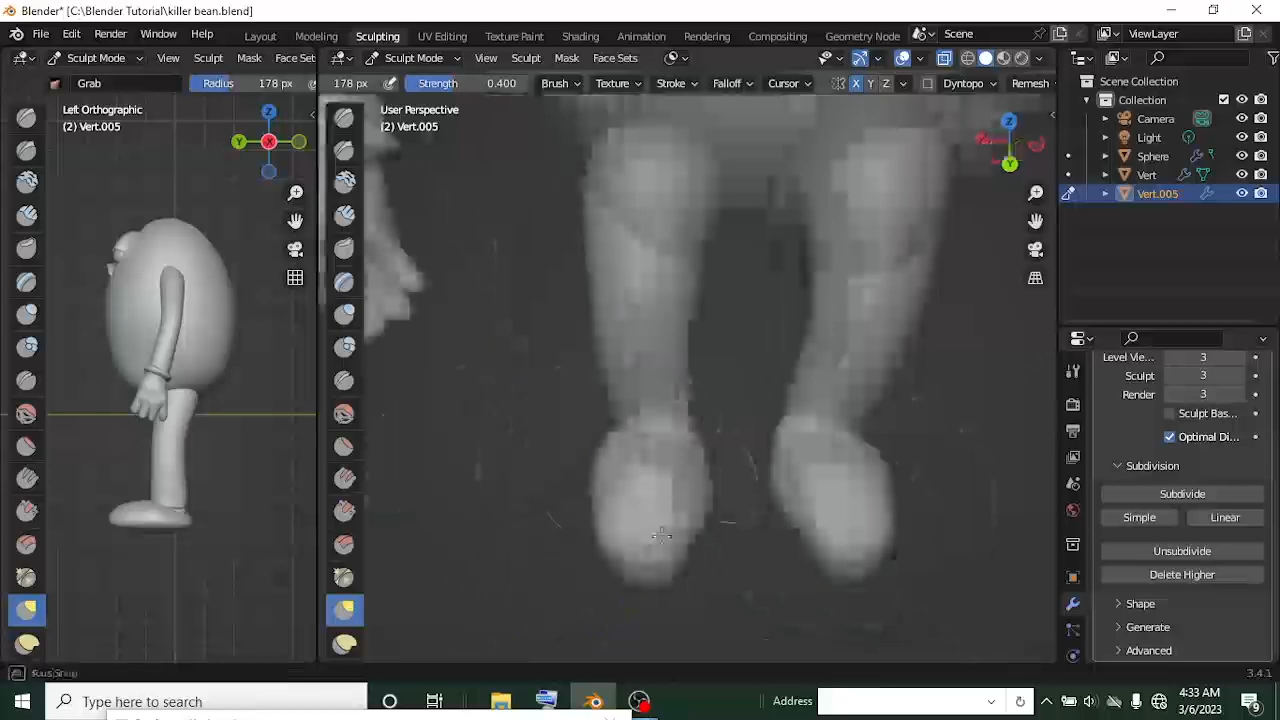 Blender* [C:\Blender Tutorial\killer bean.blend]
File Edit Render Window Help Layout Modeling Sculpting UV Editing Texture Paint Shading Animation Rendering Compositing Geometry Node Scene ViewLayer
Sculpt Mode View Sculpt Mask Face Set Sculpt Mode View Sculpt Mask Face Sets
Grab Radius 178 px 178 px Strength 0.400 Brush Texture Stroke Falloff Cursor X Y Z Dyntopo Remesh
Left Orthographic
(2) Vert.005
User Perspective
(2) Vert.005
Z
Y
X
Z
Y
Scene Collection
Collection
Camera
Light
Sphere
Vert
Vert.005
Level Vie... 3
Sculpt 3
Render 3
Sculpt Bas...
Optimal Di...
Subdivision
Subdivide
Simple Linear
Unsubdivide
Delete Higher
Shape
Generate
Advanced
3.4.1
Type here to search
Address
4:35 AM
3/6/2023